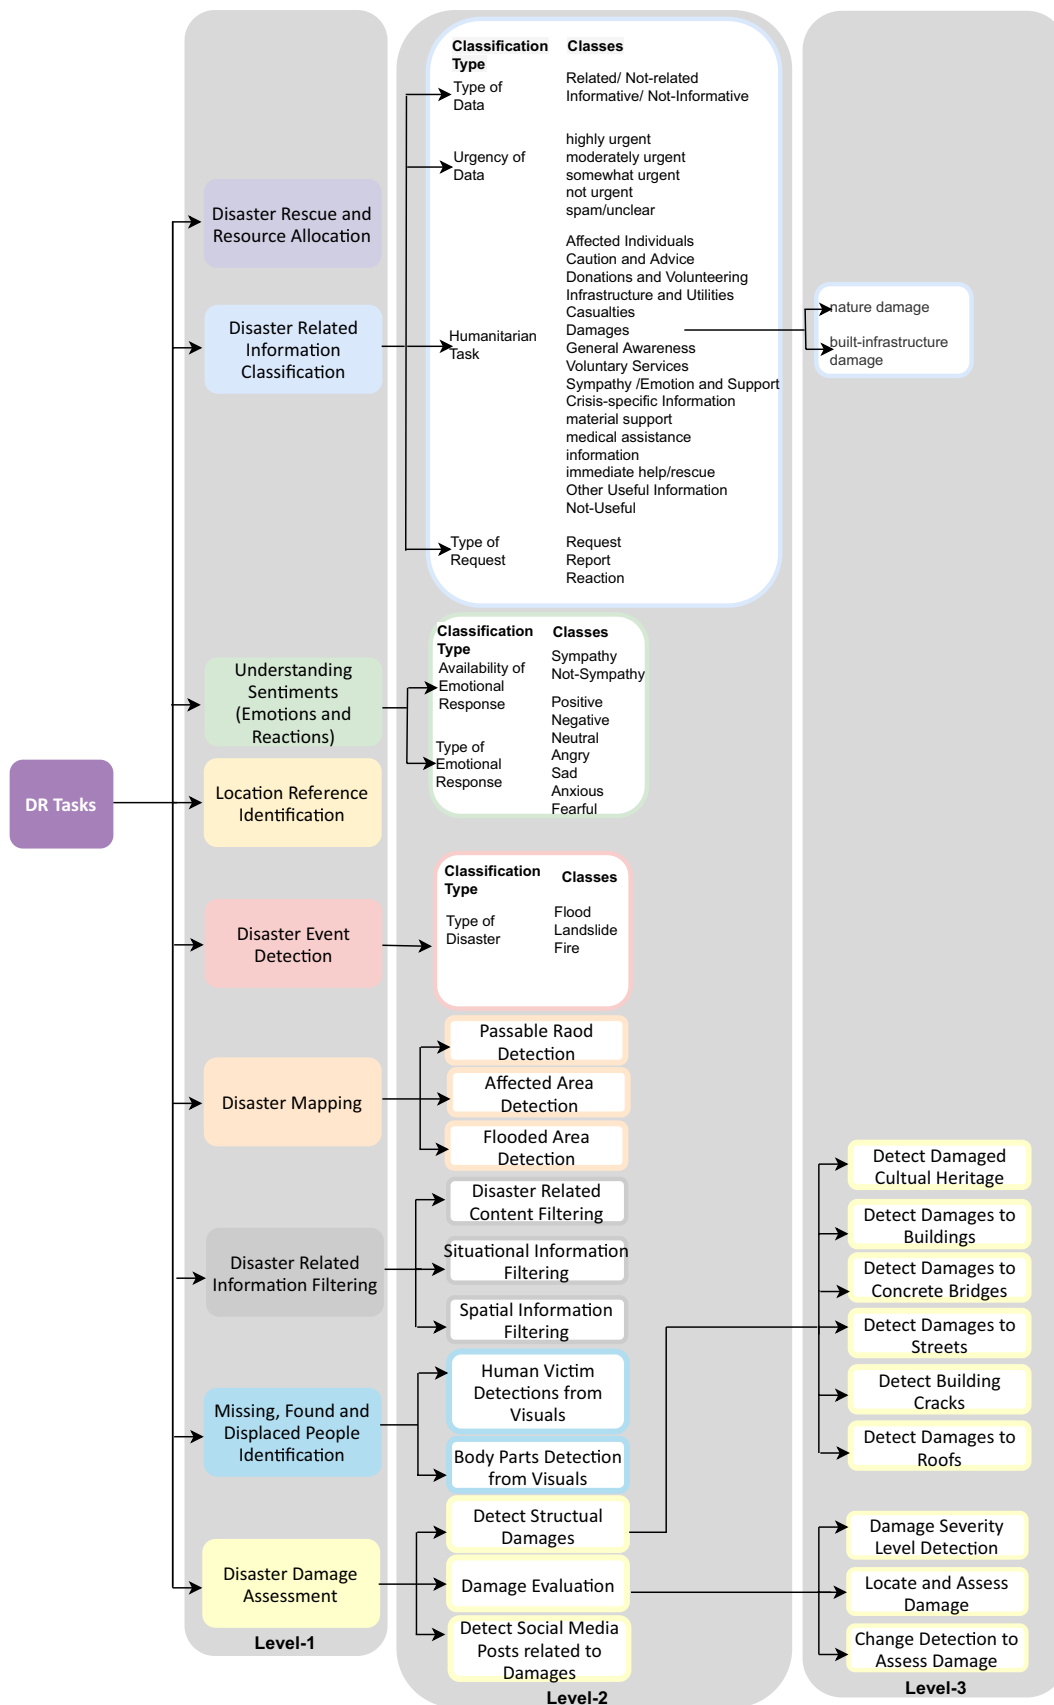 DR Tasks
Disaster Rescue and
Resource Allocation
Disaster Related
Information
Classification
Understanding
Sentiments
(Emotions and
Reactions)
Location Reference
Identification
Disaster Event
Detection
Disaster Mapping
Disaster Related
Information Filtering
Missing, Found and
Displaced People
Identification
Disaster Damage
Assessment
Level-1
Classification
Type
Classes
Type of
Data
Related/ Not-related
Informative/ Not-Informative
Urgency of
Data
highly urgent
moderately urgent
somewhat urgent
not urgent
spam/unclear
Humanitarian
Task
Affected Individuals
Caution and Advice
Donations and Volunteering
Infrastructure and Utilities
Casualties
Damages
General Awareness
Voluntary Services
Sympathy /Emotion and Support
Crisis-specific Information
material support
medical assistance
information
immediate help/rescue
Other Useful Information
Not-Useful
Type of
Request
Request
Report
Reaction
Classification
Type
Classes
Availability of
Emotional
Response
Sympathy
Not-Sympathy
Type of
Emotional
Response
Positive
Negative
Neutral
Angry
Sad
Anxious
Fearful
Classification
Type
Classes
Type of
Disaster
Flood
Landslide
Fire
Passable Raod
Detection
Affected Area
Detection
Flooded Area
Detection
Disaster Related
Content Filtering
Situational Information
Filtering
Spatial Information
Filtering
Human Victim
Detections from
Visuals
Body Parts Detection
from Visuals
Detect Structual
Damages
Damage Evaluation
Detect Social Media
Posts related to
Damages
Level-2
nature damage
built-infrastructure
damage
Detect Damaged
Cultual Heritage
Detect Damages to
Buildings
Detect Damages to
Concrete Bridges
Detect Damages to
Streets
Detect Building
Cracks
Detect Damages to
Roofs
Damage Severity
Level Detection
Locate and Assess
Damage
Change Detection to
Assess Damage
Level-3